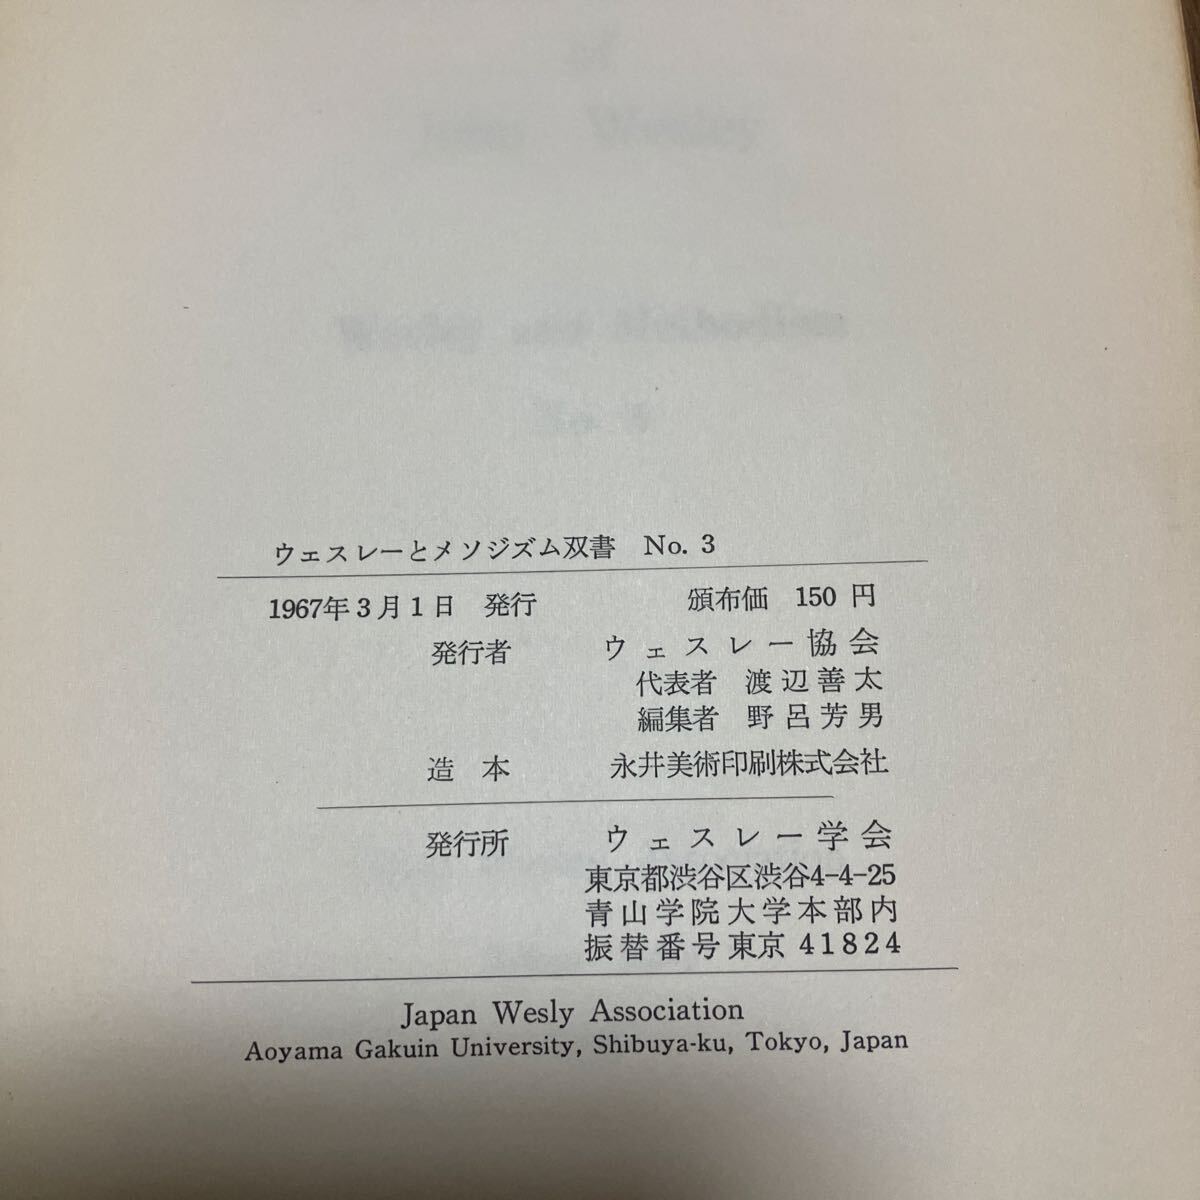 ウェスレーとメソジズム双書 No. 3
1967年3月1日 発行 頒布価 150 円
発行者 ウェスレー協会
代表者 渡辺善太
編集者 野呂芳男
造本 永井美術印刷株式会社
発行所 ウェスレー学会
東京都渋谷区渋谷4-4-25
青山学院大学本部内
振替番号東京 41824
Japan Wesly Association
Aoyama Gakuin University, Shibuya-ku, Tokyo, Japan